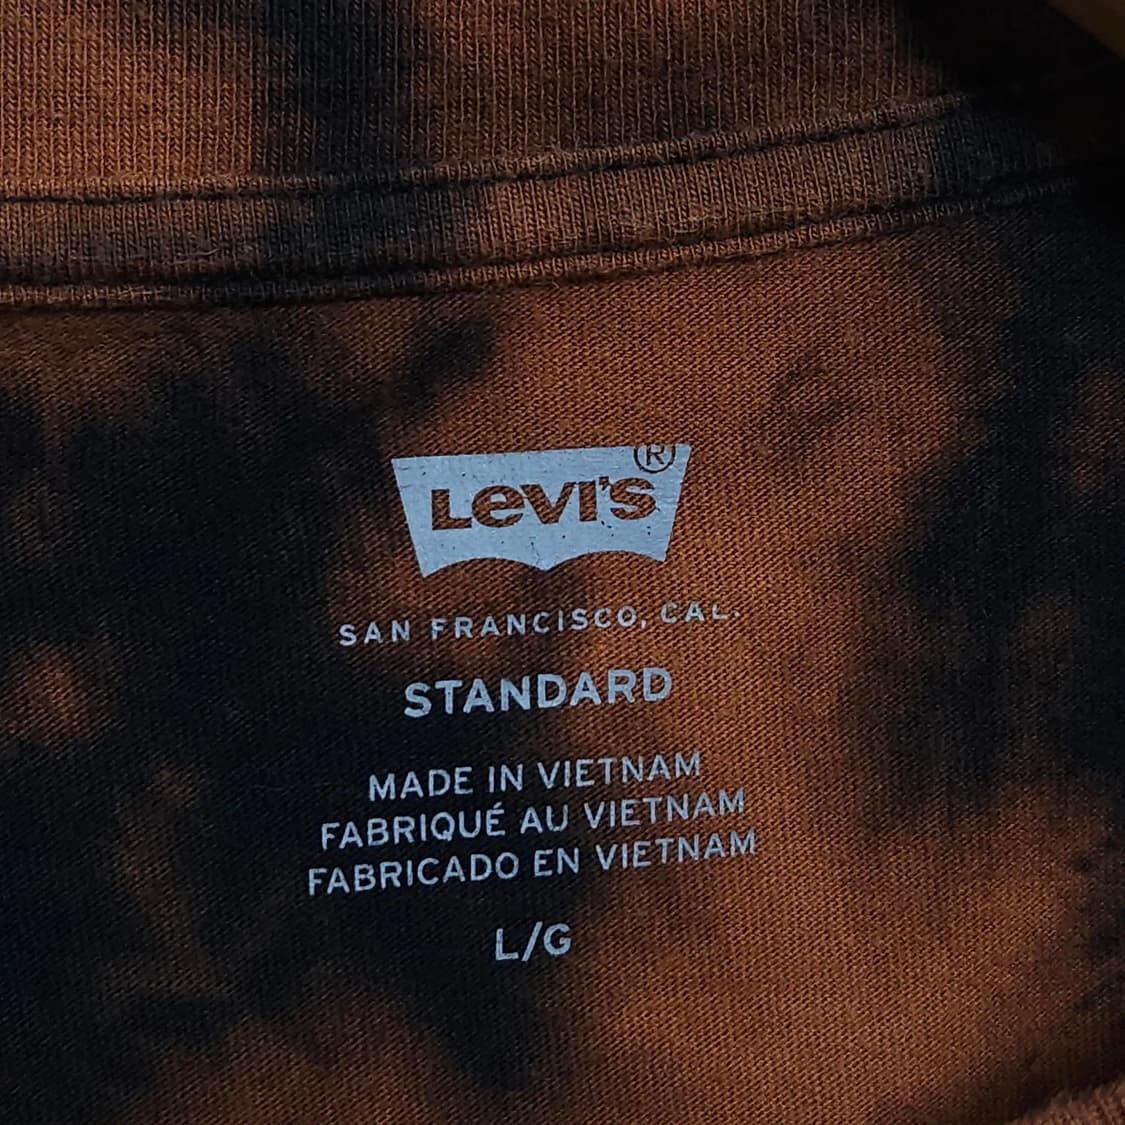 LEVI'S®
SAN FRANCISCO, CAL.
STANDARD
MADE IN VIETNAM
FABRIQUÉ AU VIETNAM
FABRICADO EN VIETNAM
L/G